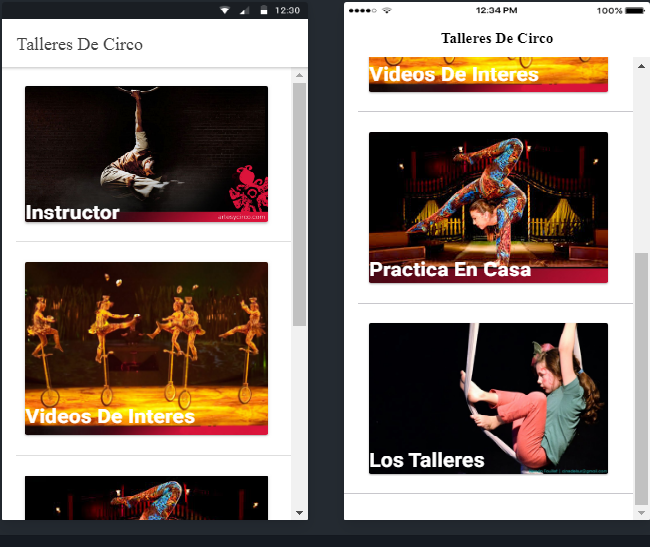 12:30
Talleres De Circo
Instructor
artesycirco.com
Videos De Interes
12:34 PM
100%
Talleres De Circo
Videos De Interes
Practica En Casa
Los Talleres